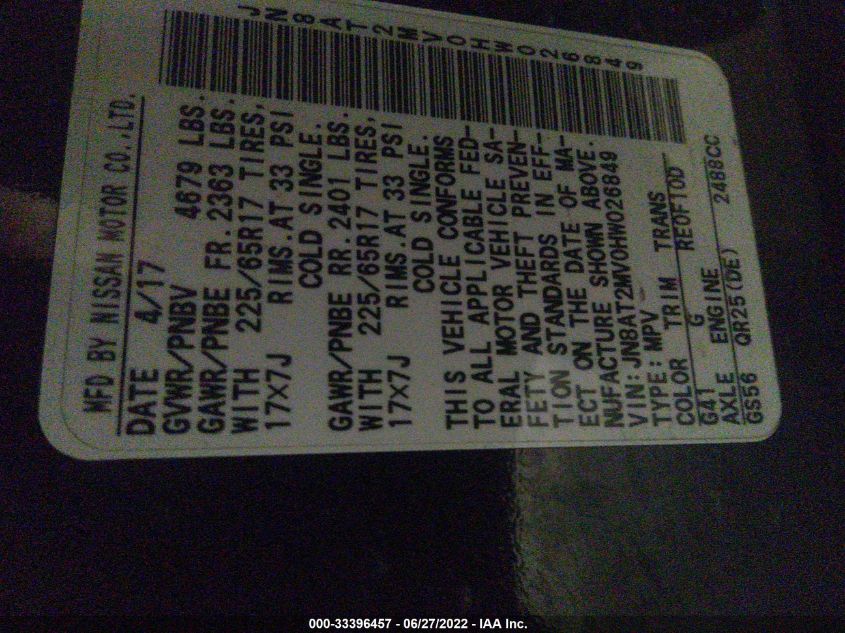 MFD BY NISSAN MOTOR CO.,LTD.
DATE 4/17
GVWR/PNBV 4679 LBS.
GAWR/PNBE FR.2363 LBS.
WITH 225/65R17 TIRES,
17X7J RIMS.AT 33 PSI
COLD SINGLE.
GAWR/PNBE RR.2401 LBS.
WITH 225/65R17 TIRES,
17X7J RIMS.AT 33 PSI
COLD SINGLE.
THIS VEHICLE CONFORMS
TO ALL APPLICABLE FED-
ERAL MOTOR VEHICLE SA-
FETY AND THEFT PREVEN-
TION STANDARDS IN EFF-
ECT ON THE DATE OF MA-
NUFACTURE SHOWN ABOVE.
VIN:JN8AT2MV0HW026849
TYPE:MPV
COLOR TRIM TRANS
G41 G RE0F10D
AXLE ENGINE
GS56 QR25(DE) 2488CC
JN8AT2MV0HW026849
000-33396457 - 06/27/2022 - IAA Inc.